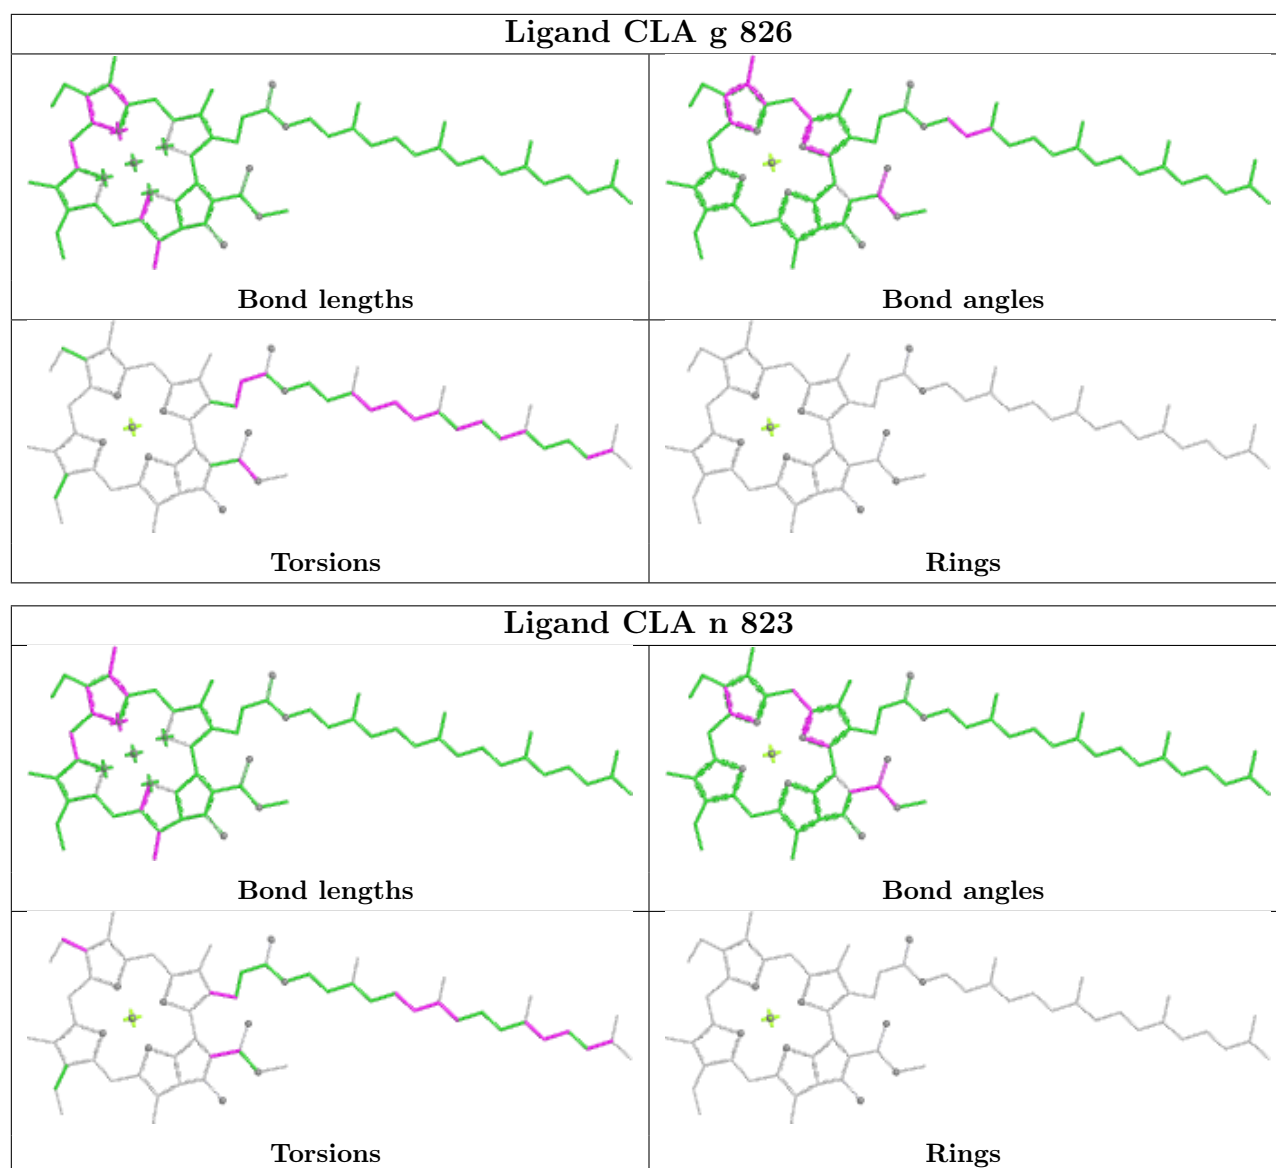 Ligand CLA g 826
Bond lengths
Bond angles
Torsions
Rings
Ligand CLA n 823
Bond lengths
Bond angles
Torsions
Rings